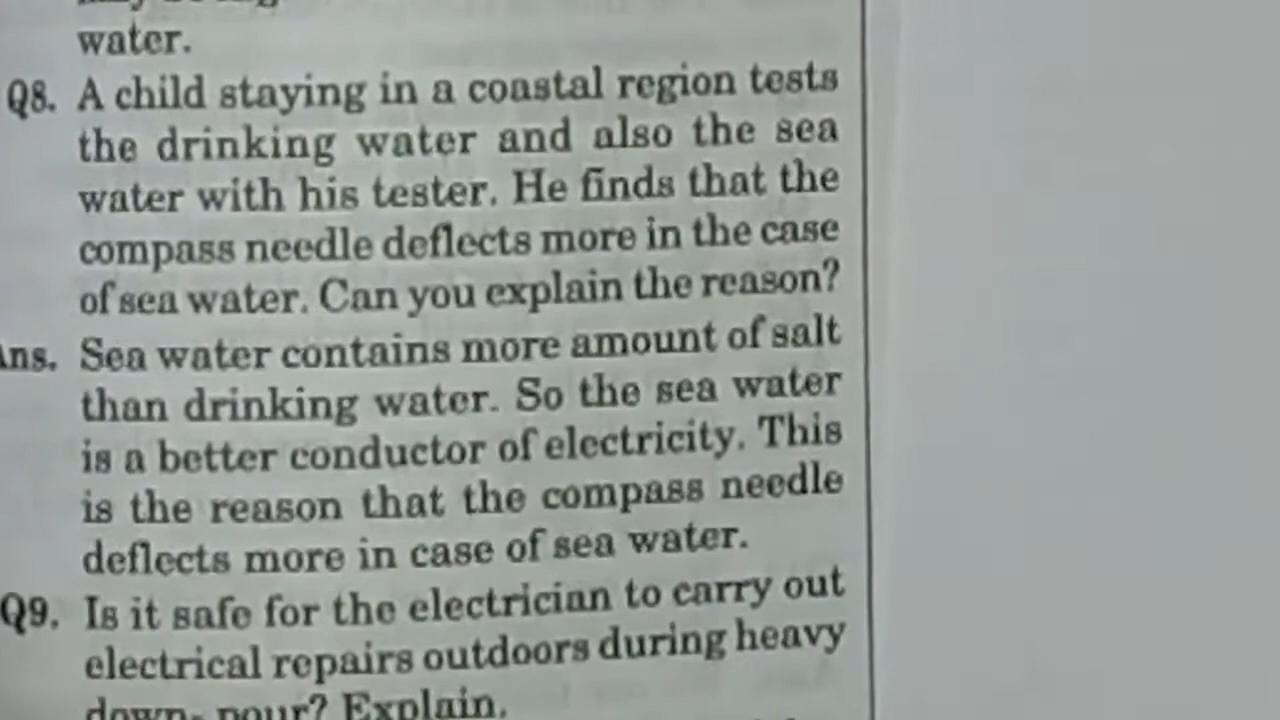 water.
Q8. A child staying in a coastal region tests
the drinking water and also the sea
water with his tester. He finds that the
compass needle deflects more in the case
of sea water. Can you explain the reason?
Ans. Sea water contains more amount of salt
than drinking water. So the sea water
is a better conductor of electricity. This
is the reason that the compass needle
deflects more in case of sea water.
Q9. Is it safe for the electrician to carry out
electrical repairs outdoors during heavy
down- pour? Explain.